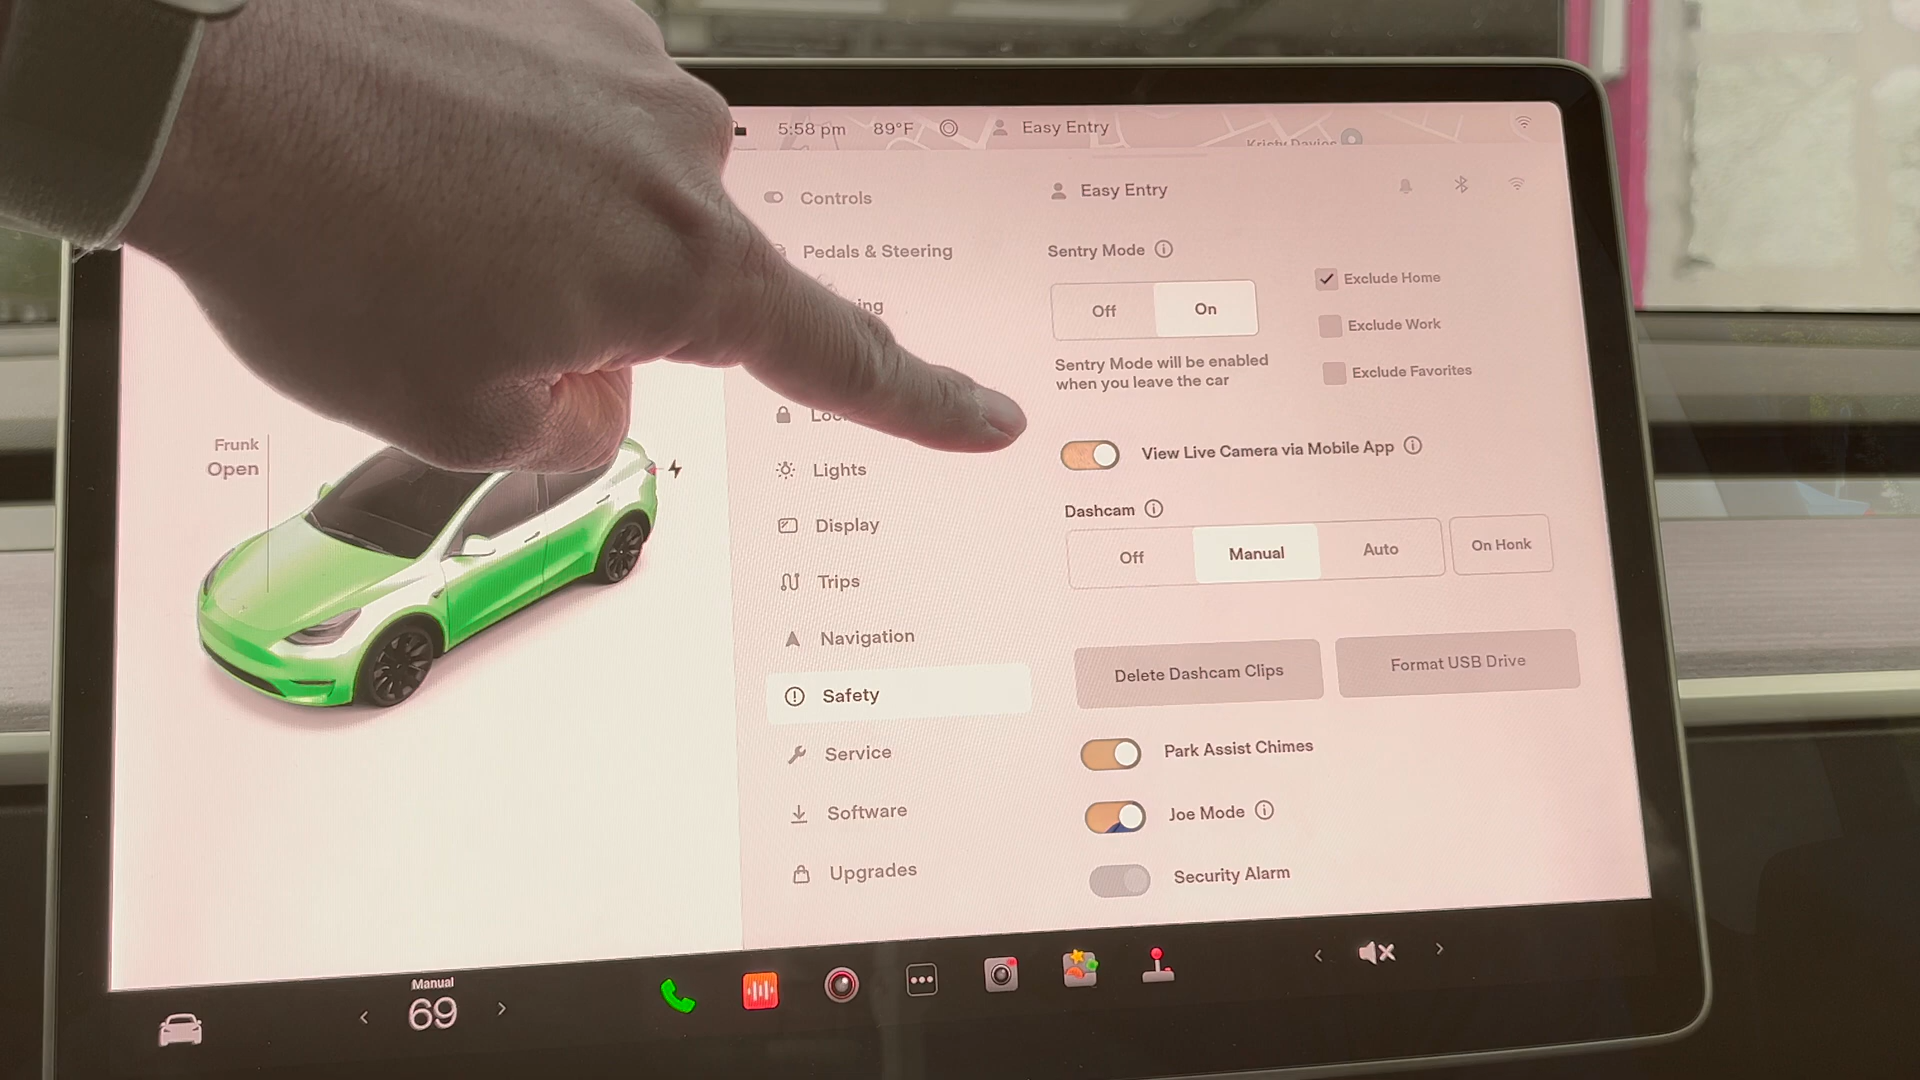 5:58 pm 89°F Easy Entry
Kristy Davies
Controls
Pedals & Steering
Lights
Display
Trips
Navigation
Safety
Service
Software
Upgrades
Easy Entry
Sentry Mode
Off On
Exclude Home
Exclude Work
Exclude Favorites
Sentry Mode will be enabled
when you leave the car
View Live Camera via Mobile App
Dashcam
Off Manual Auto On Honk
Delete Dashcam Clips Format USB Drive
Park Assist Chimes
Joe Mode
Security Alarm
Frunk
Open
Manual
69